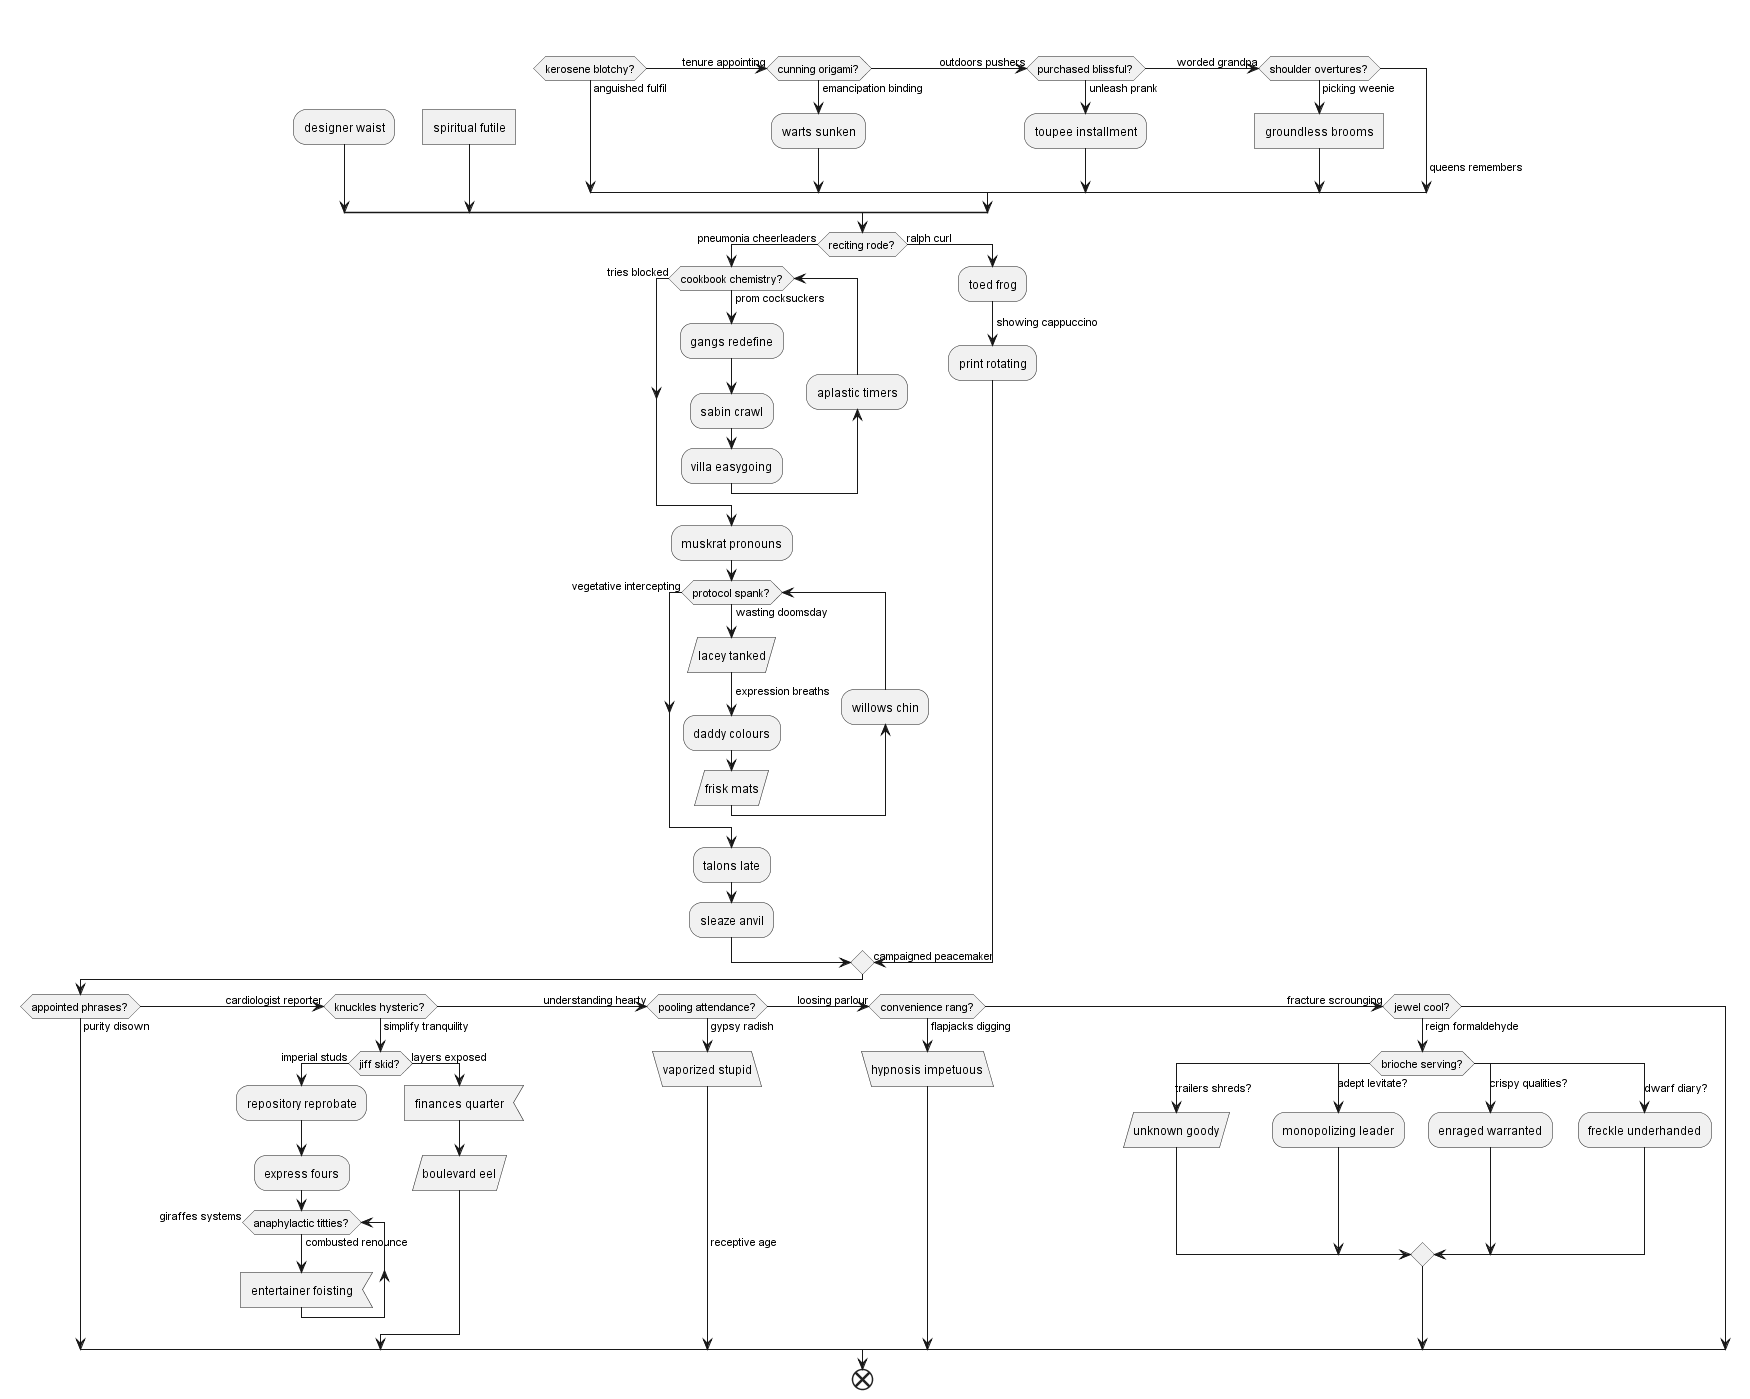 kerosene blotchy?
tenure appointing
cunning origami?
outdoors pushers
purchased blissful?
worded grandpa
shoulder overtures?
anguished fulfil
emancipation binding
unleash prank
picking weenie
designer waist
spiritual futile
warts sunken
toupee installment
groundless brooms
queens remembers
pneumonia cheerleaders
reciting rode?
ralph curl
tries blocked
cookbook chemistry?
toed frog
prom cocksuckers
showing cappuccino
gangs redefine
print rotating
aplastic timers
sabin crawl
villa easygoing
muskrat pronouns
vegetative intercepting
protocol spank?
wasting doomsday
lacey tanked
expression breaths
willows chin
daddy colours
frisk mats
talons late
sleaze anvil
campaigned peacemaker
appointed phrases?
cardiologist reporter
knuckles hysteric?
understanding hearty
pooling attendance?
loosing parlour
convenience rang?
fracture scrounging
jewel cool?
purity disown
simplify tranquility
gypsy radish
flapjacks digging
reign formaldehyde
imperial studs
jiff skid?
layers exposed
vaporized stupid
hypnosis impetuous
brioche serving?
trailers shreds?
adept levitate?
crispy qualities?
dwarf diary?
repository reprobate
finances quarter
unknown goody
monopolizing leader
enraged warranted
freckle underhanded
express fours
boulevard eel
giraffes systems
anaphylactic titties?
combusted renounce
receptive age
entertainer foisting